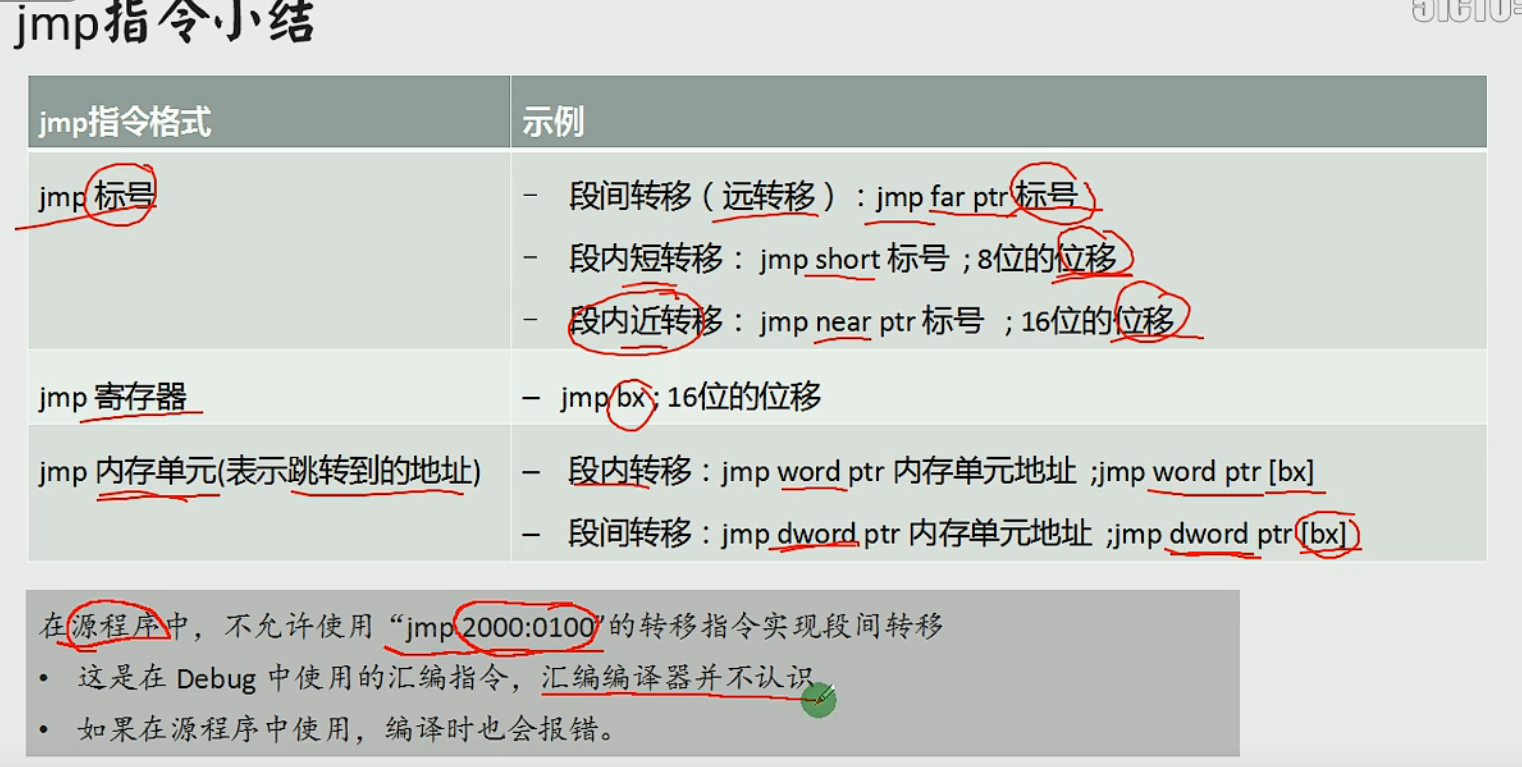 jmp指令小结
jmp指令格式
示例
jmp 标号
– 段间转移（远转移）：jmp far ptr 标号
– 段内短转移：jmp short 标号 ; 8位的位移
– 段内近转移：jmp near ptr 标号 ; 16位的位移
jmp 寄存器
– jmp bx ; 16位的位移
jmp 内存单元(表示跳转到的地址)
– 段内转移：jmp word ptr 内存单元地址 ;jmp word ptr [bx]
– 段间转移：jmp dword ptr 内存单元地址 ;jmp dword ptr [bx]
在源程序中，不允许使用“jmp 2000:0100”的转移指令实现段间转移
• 这是在 Debug 中使用的汇编指令，汇编编译器并不认识
• 如果在源程序中使用，编译时也会报错。